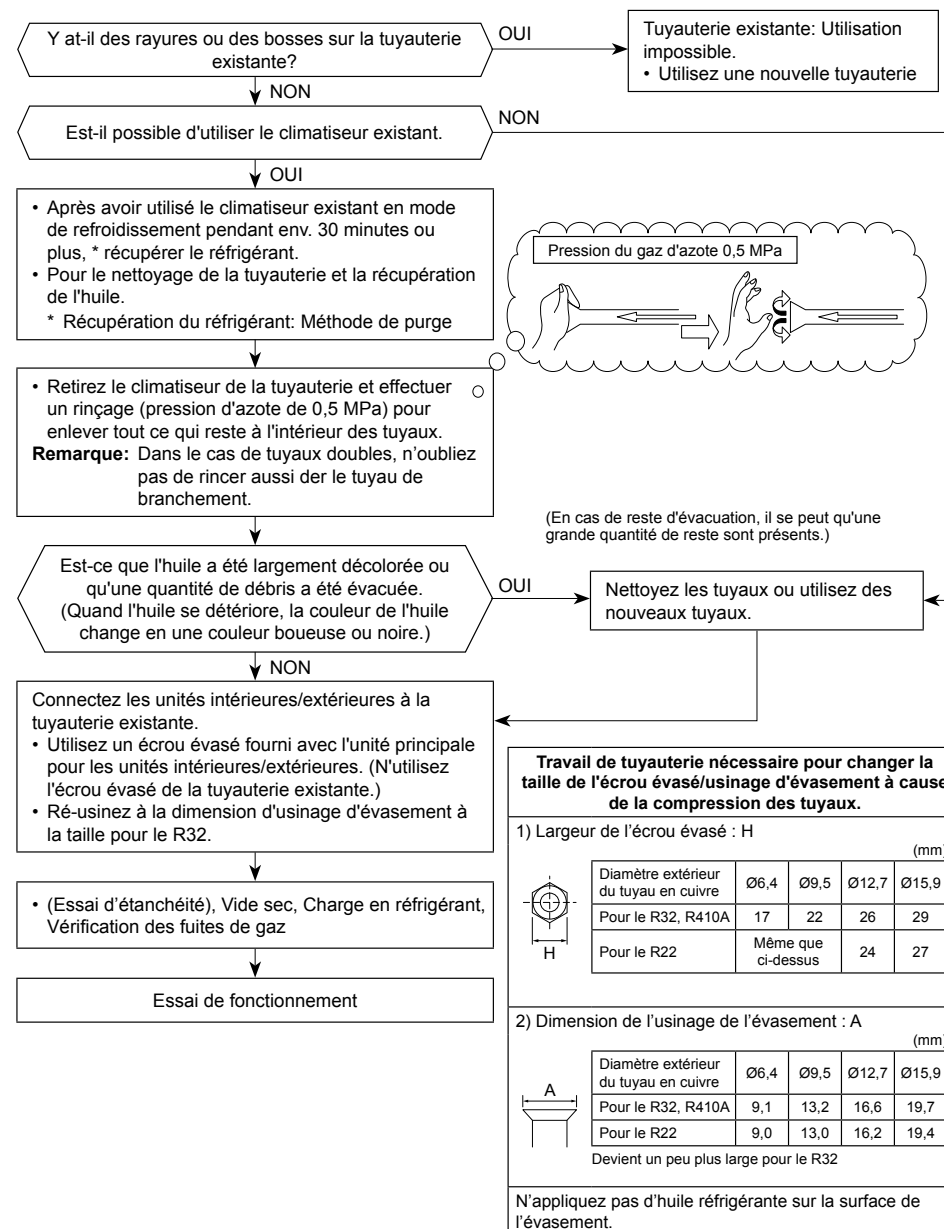 Y at-il des rayures ou des bosses sur la tuyauterie
existante?
OUI
Tuyauterie existante: Utilisation
impossible.
• Utilisez une nouvelle tuyauterie
NON
Est-il possible d'utiliser le climatiseur existant.
NON
OUI
• Après avoir utilisé le climatiseur existant en mode
de refroidissement pendant env. 30 minutes ou
plus, * récupérer le réfrigérant.
• Pour le nettoyage de la tuyauterie et la récupération
de l'huile.
* Récupération du réfrigérant: Méthode de purge
Pression du gaz d'azote 0,5 MPa
• Retirez le climatiseur de la tuyauterie et effectuer
un rinçage (pression d'azote de 0,5 MPa) pour
enlever tout ce qui reste à l'intérieur des tuyaux.
Remarque: Dans le cas de tuyaux doubles, n’oubliez
pas de rincer aussi der le tuyau de
branchement.
(En cas de reste d'évacuation, il se peut qu'une
grande quantité de reste sont présents.)
Est-ce que l'huile a été largement décolorée ou
qu'une quantité de débris a été évacuée.
(Quand l'huile se détériore, la couleur de l'huile
change en une couleur boueuse ou noire.)
OUI
Nettoyez les tuyaux ou utilisez des
nouveaux tuyaux.
NON
Connectez les unités intérieures/extérieures à la
tuyauterie existante.
• Utilisez un écrou évasé fourni avec l'unité principale
pour les unités intérieures/extérieures. (N'utilisez
l'écrou évasé de la tuyauterie existante.)
• Ré-usinez à la dimension d'usinage d'évasement à
la taille pour le R32.
• (Essai d’étanchéité), Vide sec, Charge en réfrigérant,
Vérification des fuites de gaz
Essai de fonctionnement
Travail de tuyauterie nécessaire pour changer la
taille de l'écrou évasé/usinage d'évasement à cause
de la compression des tuyaux.
1) Largeur de l’écrou évasé : H
(mm)
H
Diamètre extérieur
du tuyau en cuivre Ø6,4 Ø9,5 Ø12,7 Ø15,9
Pour le R32, R410A 17 22 26 29
Pour le R22 Même que
ci-dessus 24 27
2) Dimension de l’usinage de l’évasement : A
(mm)
A
Diamètre extérieur
du tuyau en cuivre Ø6,4 Ø9,5 Ø12,7 Ø15,9
Pour le R32, R410A 9,1 13,2 16,6 19,7
Pour le R22 9,0 13,0 16,2 19,4
Devient un peu plus large pour le R32
N’appliquez pas d’huile réfrigérante sur la surface de
l’évasement.